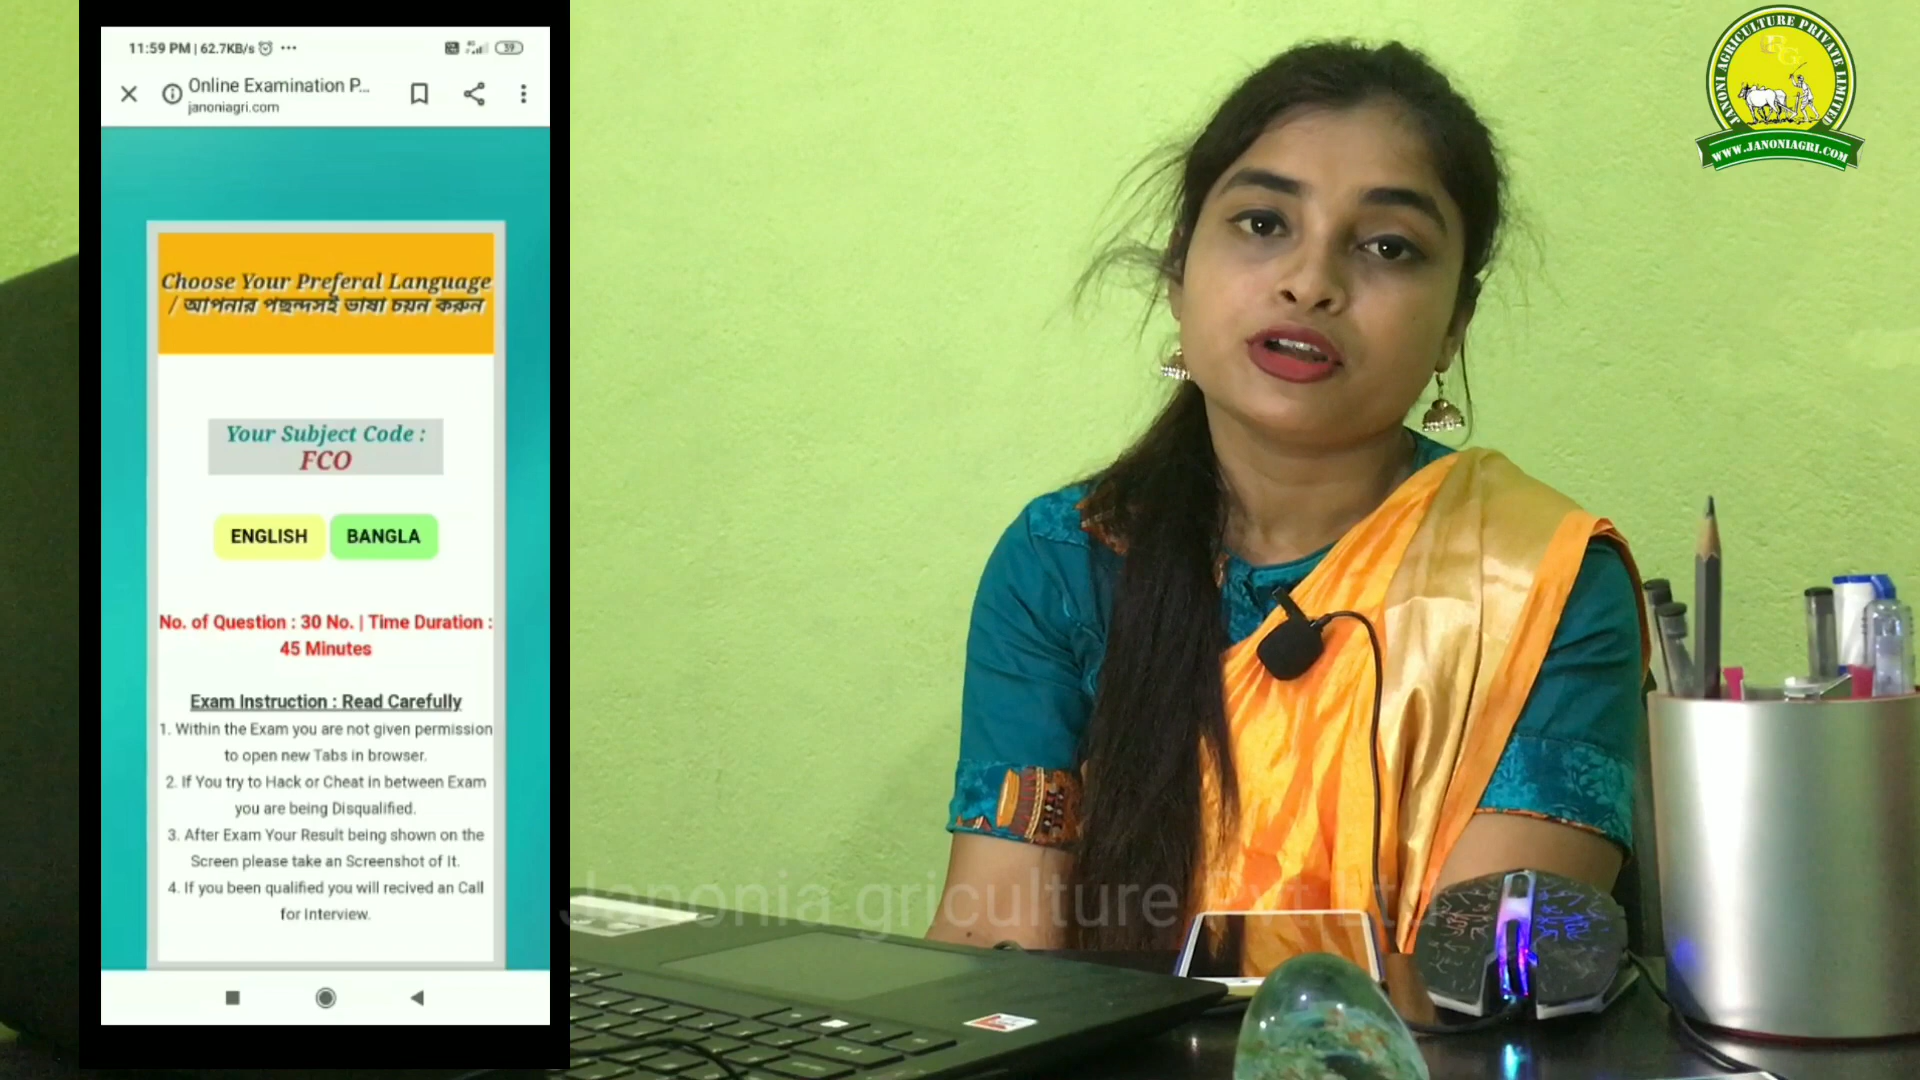 11:59 PM | 62.7KB/s
59
Online Examination P...
janoniagri.com
Choose Your Preferal Language
/ আপনার পছন্দসই ভাষা চয়ন করুন
Your Subject Code :
FCO
ENGLISH
BANGLA
No. of Question : 30 No. | Time Duration :
45 Minutes
Exam Instruction : Read Carefully
1. Within the Exam you are not given permission
to open new Tabs in browser.
2. If You try to Hack or Cheat in between Exam
you are being Disqualified.
3. After Exam Your Result being shown on the
Screen please take an Screenshot of It.
4. If you been qualified you will recived an Call
for Interview.
JANONI AGRICULTURE PRIVATE LIMITED
WWW.JANONIAGRI.COM
Janonia griculture Pvt Ltd